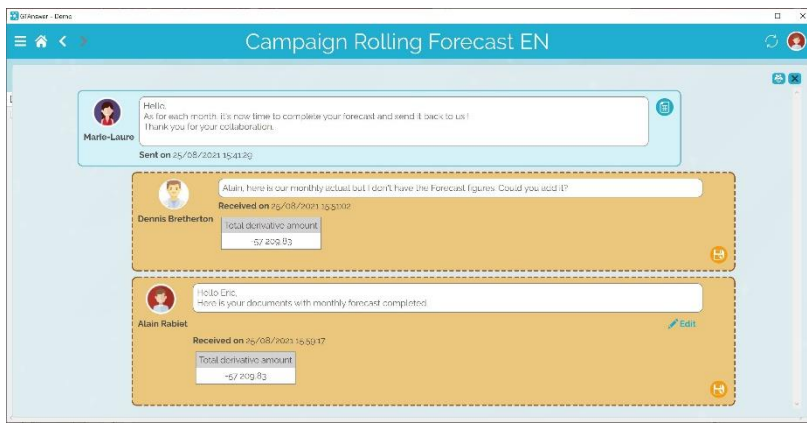 GTAnswer - Demo
Campaign Rolling Forecast EN
Hello,
As for each month, it's now time to complete your forecast and send it back to us!
Thank you for your collaboration.
Marie-Laure
Sent on 25/08/2021 15:41:29
Alain, here is our monthly actual but I don't have the Forecast figures. Could you add it?
Received on 25/08/2021 15:51:02
Dennis Bretherton
Total derivative amount
-57 209.83
Hello Eric,
Here is your documents with monthly forecast completed
Alain Rabiet
Edit
Received on 25/08/2021 15:59:17
Total derivative amount
-57 209.83